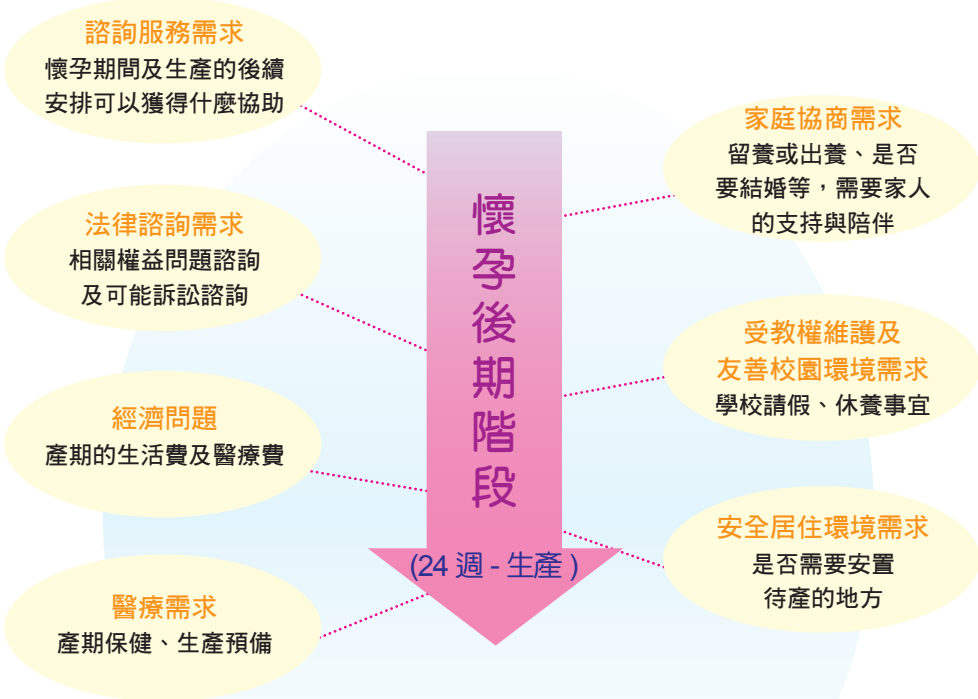 諮詢服務需求
懷孕期間及生產的後續
安排可以獲得什麼協助
法律諮詢需求
相關權益問題諮詢
及可能訴訟諮詢
經濟問題
產期的生活費及醫療費
醫療需求
產期保健、生產預備
懷孕後期階段
(24 週 - 生產 )
家庭協商需求
留養或出養、是否
要結婚等，需要家人
的支持與陪伴
受教權維護及
友善校園環境需求
學校請假、休養事宜
安全居住環境需求
是否需要安置
待產的地方